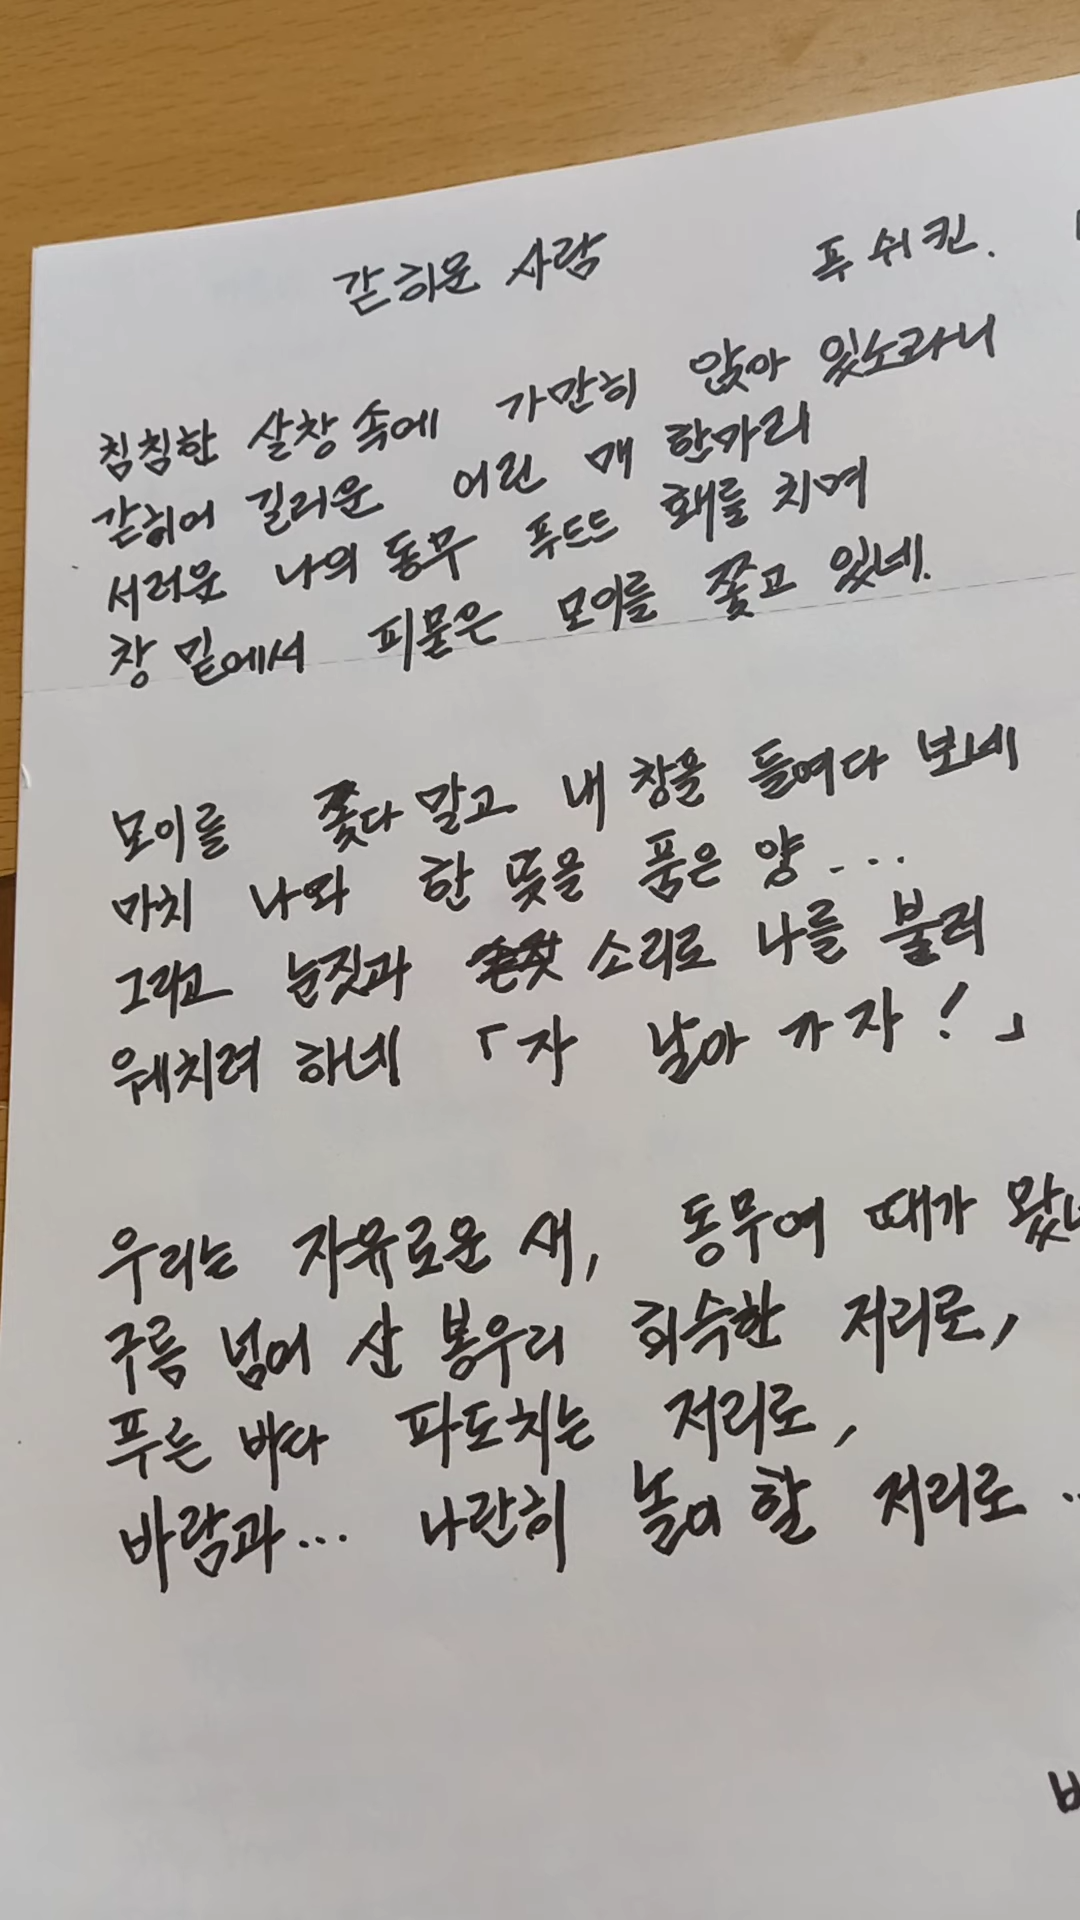 갇히운 사람 푸쉬킨.
침침한 살창 속에 가만히 앉아 있노라니
갇히어 길러운 어린 매 한마리
서러운 나의 동무 푸드드 홰를 치며
창 밑에서 피묻은 모이를 쫓고 있네.
모이를 쫓다 말고 내 창을 들여다 보네
마치 나와 한 뜻을 품은 양...
그리고 눈짓과 소리로 나를 불러
웨치려 하네 「자 날아 가자!」
우리는 자유로운 새, 동무여 때가 왔
구름 넘어 산 봉우리 희슥한 저리로,
푸른 바다 파도치는 저리로,
바람과... 나란히 놀이 할 저리로 ..